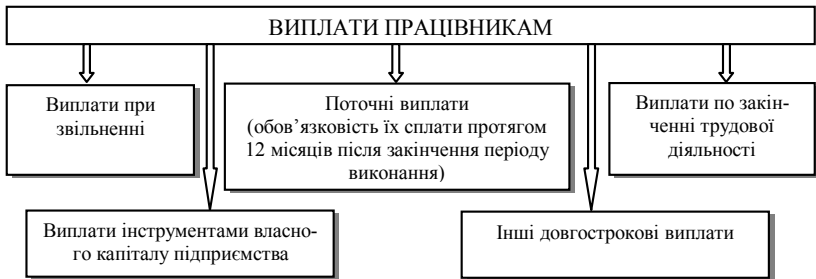 ВИПЛАТИ ПРАЦІВНИКАМ
Виплати при
звільненні
Поточні виплати
(обов’язковість їх сплати протягом
12 місяців після закінчення періоду
виконання)
Виплати по закін-
ченні трудової
діяльності
Виплати інструментами власно-
го капіталу підприємства
Інші довгострокові виплати